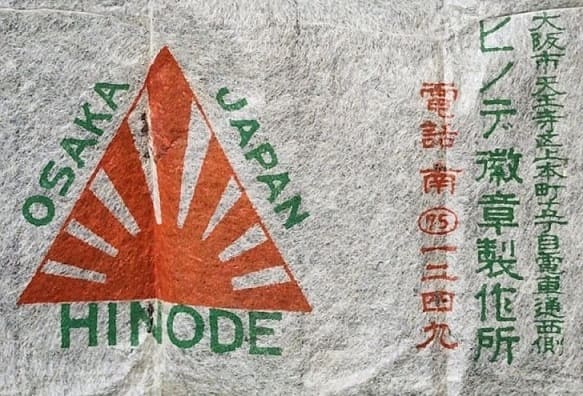 OSAKA JAPAN
HINODE
大阪市天王寺区上本町五丁目電車通西側
ヒノデ徽章製作所
電話南(75)一二四九